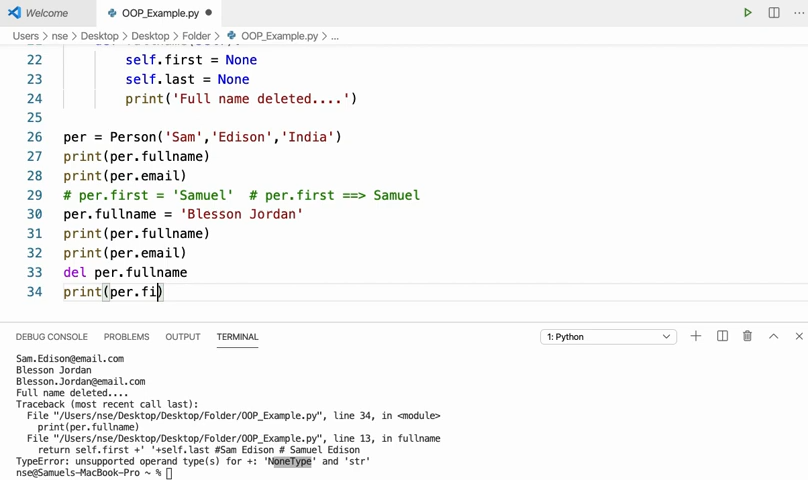 Welcome OOP_Example.py
Users > nse > Desktop > Desktop > Folder > OOP_Example.py > ...
22 self.first = None
23 self.last = None
24 print('Full name deleted....')
25
26 per = Person('Sam','Edison','India')
27 print(per.fullname)
28 print(per.email)
29 # per.first = 'Samuel'  # per.first ==> Samuel
30 per.fullname = 'Blesson Jordan'
31 print(per.fullname)
32 print(per.email)
33 del per.fullname
34 print(per.fi)
DEBUG CONSOLE PROBLEMS OUTPUT TERMINAL 1: Python
Sam.Edison@email.com
Blesson Jordan
Blesson.Jordan@email.com
Full name deleted....
Traceback (most recent call last):
File "/Users/nse/Desktop/Desktop/Folder/OOP_Example.py", line 34, in <module>
print(per.fullname)
File "/Users/nse/Desktop/Desktop/Folder/OOP_Example.py", line 13, in fullname
return self.first +' '+self.last #Sam Edison # Samuel Edison
TypeError: unsupported operand type(s) for +: 'NoneType' and 'str'
nse@Samuels-MacBook-Pro ~ %